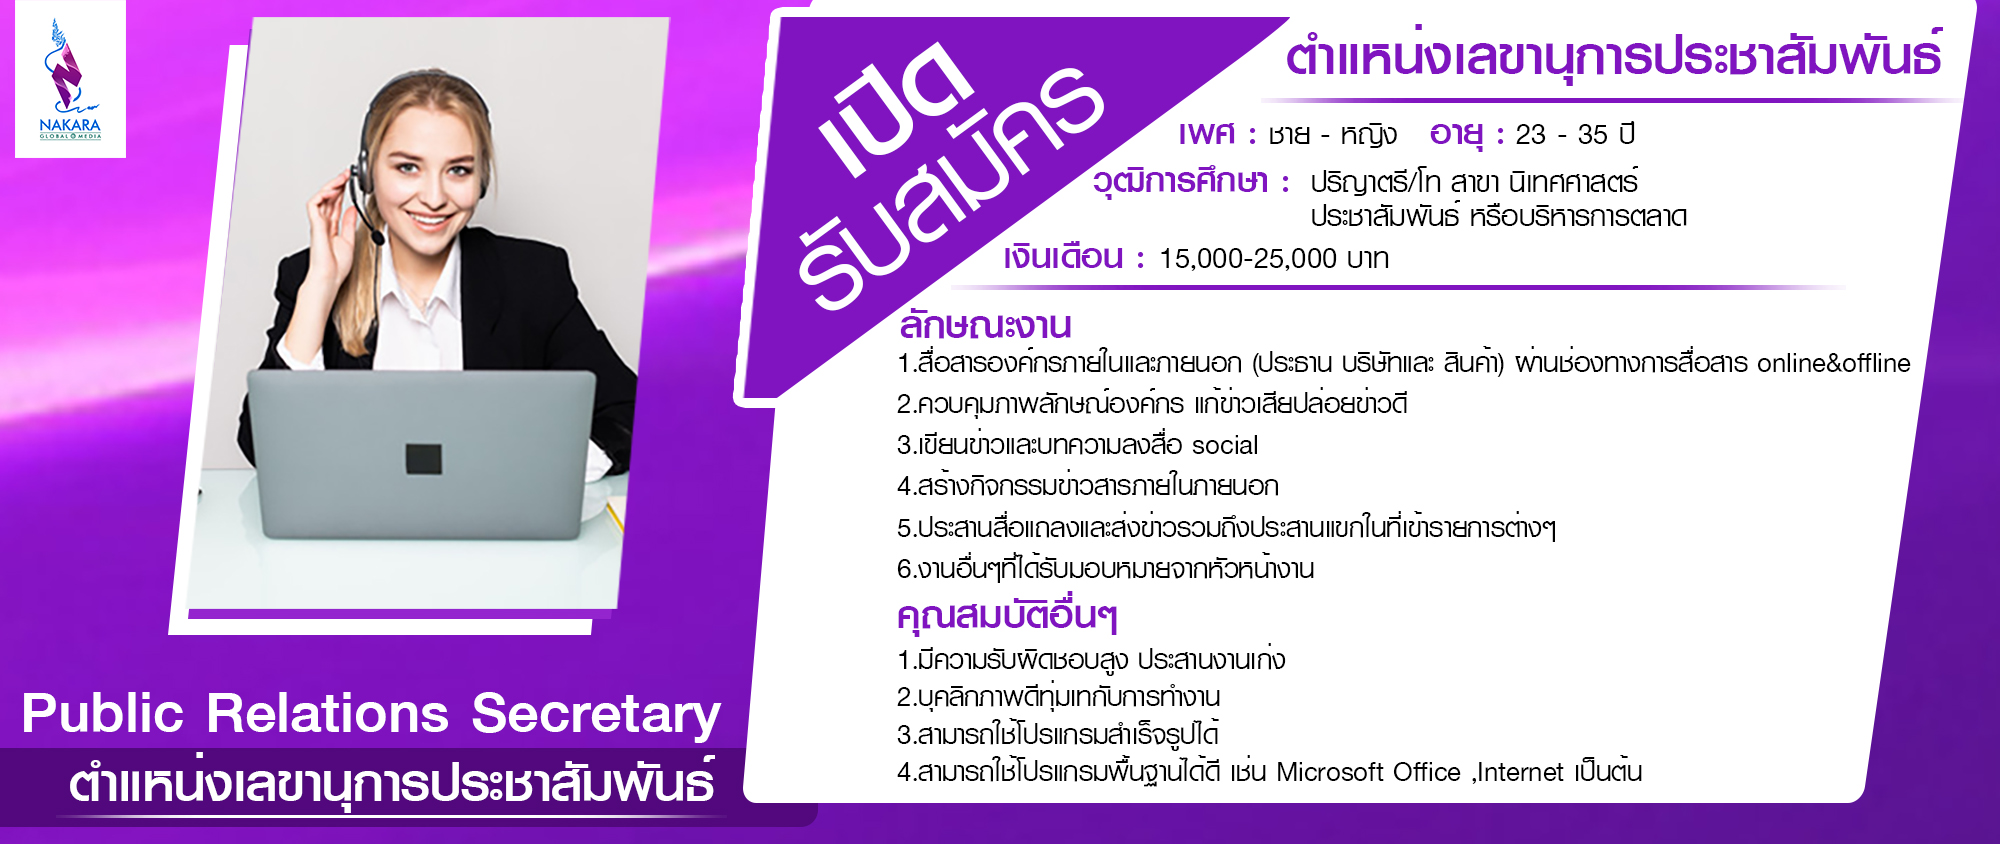 NAKARA
GLOBAL MEDIA
เปิด
รับสมัคร
ตำแหน่งเลขานุการประชาสัมพันธ์
เพศ : ชาย - หญิง อายุ : 23 - 35 ปี
วุฒิการศึกษา : ปริญาตรี/โท สาขา นิเทศศาสตร์
ประชาสัมพันธ์ หรือบริหารการตลาด
เงินเดือน : 15,000-25,000 บาท
ลักษณะงาน
1.สื่อสารองค์กรภายในและภายนอก (ประธาน บริษัทและ สินค้า) ผ่านช่องทางการสื่อสาร online&offline
2.ควบคุมภาพลักษณ์องค์กร แก้ข่าวเสียปล่อยข่าวดี
3.เขียนข่าวและบทความลงสื่อ social
4.สร้างกิจกรรมข่าวสารภายในภายนอก
5.ประสานสื่อแถลงและส่งข่าวรวมถึงประสานแขกในที่เข้ารายการต่างๆ
6.งานอื่นๆที่ได้รับมอบหมายจากหัวหน้างาน
คุณสมบัติอื่นๆ
1.มีความรับผิดชอบสูง ประสานงานเก่ง
2.บุคลิกภาพดีทุ่มเทกับการทำงาน
3.สามารถใช้โปรแกรมสำเร็จรูปได้
4.สามารถใช้โปรแกรมพื้นฐานได้ดี เช่น Microsoft Office ,Internet เป็นต้น
Public Relations Secretary
ตำแหน่งเลขานุการประชาสัมพันธ์